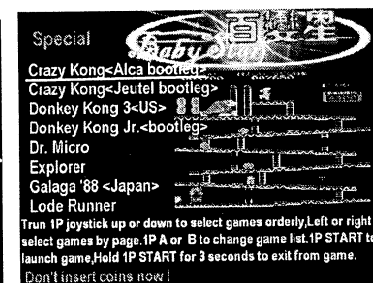 Special
Baby Star
Crazy Kong<Alca bootleg>
Crazy Kong<Jeutel bootleg>
Donkey Kong 3<US>
Donkey Kong Jr.<bootleg>
Dr. Micro
Explorer
Galaga '88 <Japan>
Lode Runner
Trun 1P joystick up or down to select games orderly,Left or right
select games by page.1P A or B to change game lst.1P START t
launch game,Hold 1P START for 3 seconds to exit from game.
Don't insert coins now!